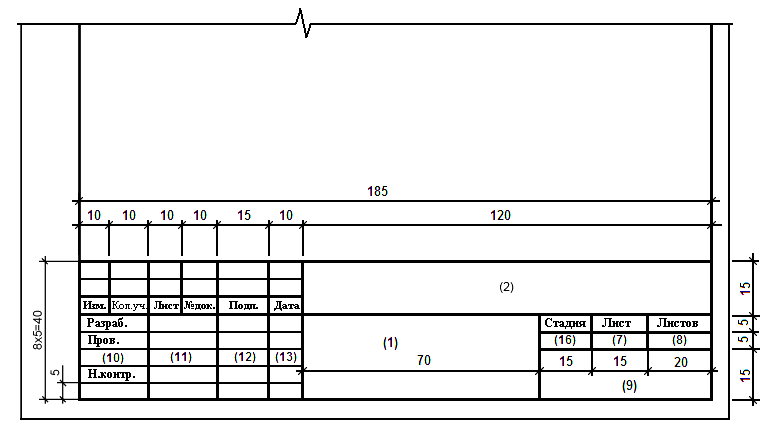 185
10 10 10 10 15 10 120
(2)
15
Изм. Кол.уч. Лист №док. Подп. Дата
Разраб. Стадия Лист Листов
5
Пров. (1) (16) (7) (8)
5
8х5=40
(10) (11) (12) (13) 70 15 15 20
15
Н.контр. (9)
5